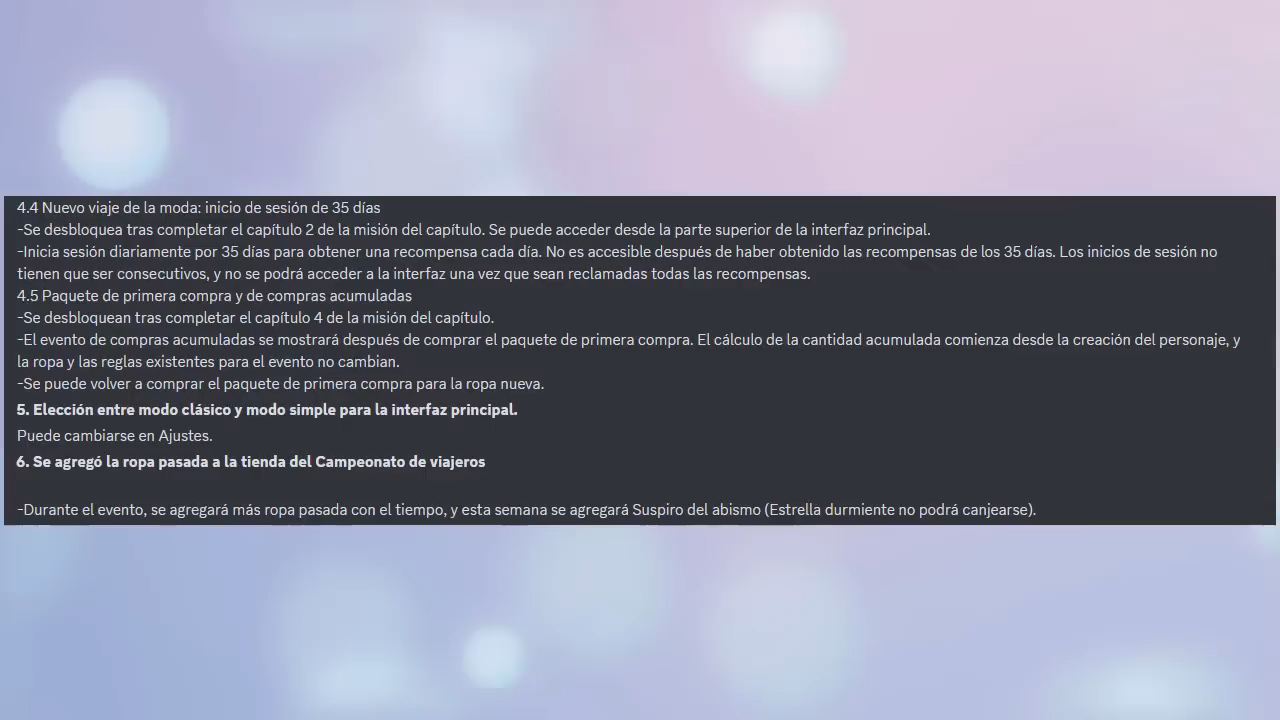 4.4 Nuevo viaje de la moda: inicio de sesión de 35 días
-Se desbloquea tras completar el capítulo 2 de la misión del capítulo. Se puede acceder desde la parte superior de la interfaz principal.
-Inicia sesión diariamente por 35 días para obtener una recompensa cada día. No es accesible después de haber obtenido las recompensas de los 35 días. Los inicios de sesión no
tienen que ser consecutivos, y no se podrá acceder a la interfaz una vez que sean reclamadas todas las recompensas.
4.5 Paquete de primera compra y de compras acumuladas
-Se desbloquean tras completar el capítulo 4 de la misión del capítulo.
-El evento de compras acumuladas se mostrará después de comprar el paquete de primera compra. El cálculo de la cantidad acumulada comienza desde la creación del personaje, y
la ropa y las reglas existentes para el evento no cambian.
-Se puede volver a comprar el paquete de primera compra para la ropa nueva.
5. Elección entre modo clásico y modo simple para la interfaz principal.
Puede cambiarse en Ajustes.
6. Se agregó la ropa pasada a la tienda del Campeonato de viajeros
-Durante el evento, se agregará más ropa pasada con el tiempo, y esta semana se agregará Suspiro del abismo (Estrella durmiente no podrá canjearse).